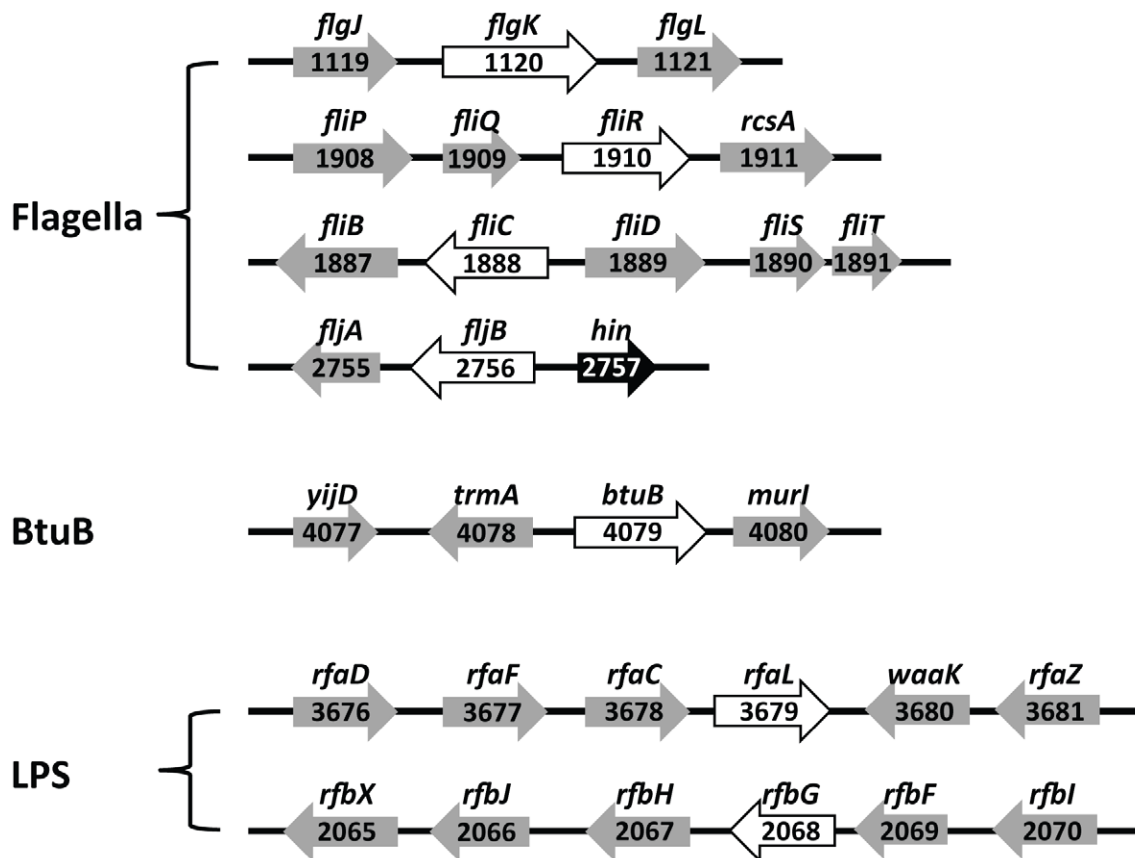 flgJ flgK flgL
1119 1120 1121
fliP fliQ fliR rcsA
1908 1909 1910 1911
Flagella
fliB fliC fliD fliS fliT
1887 1888 1889 1890 1891
fljA fljB hin
2755 2756 2757
yijD trmA btuB murI
BtuB
4077 4078 4079 4080
rfaD rfaF rfaC rfaL waaK rfaZ
3676 3677 3678 3679 3680 3681
LPS
rfbX rfbJ rfbH rfbG rfbF rfbI
2065 2066 2067 2068 2069 2070